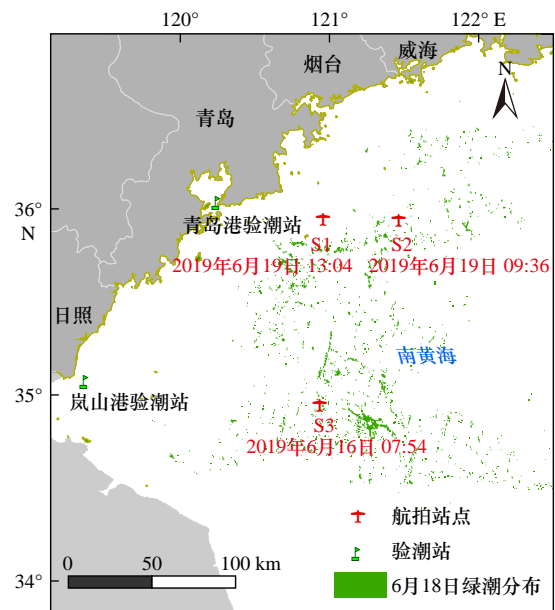 120°
121°
122° E
威海
烟台
N
青岛
36°
N
青岛港验潮站
S1
S2
2019年6月19日 13:04
2019年6月19日 09:36
日照
南黄海
35°
岚山港验潮站
S3
2019年6月16日 07:54
航拍站点
0
50
100 km
验潮站
34°
6月18日绿潮分布